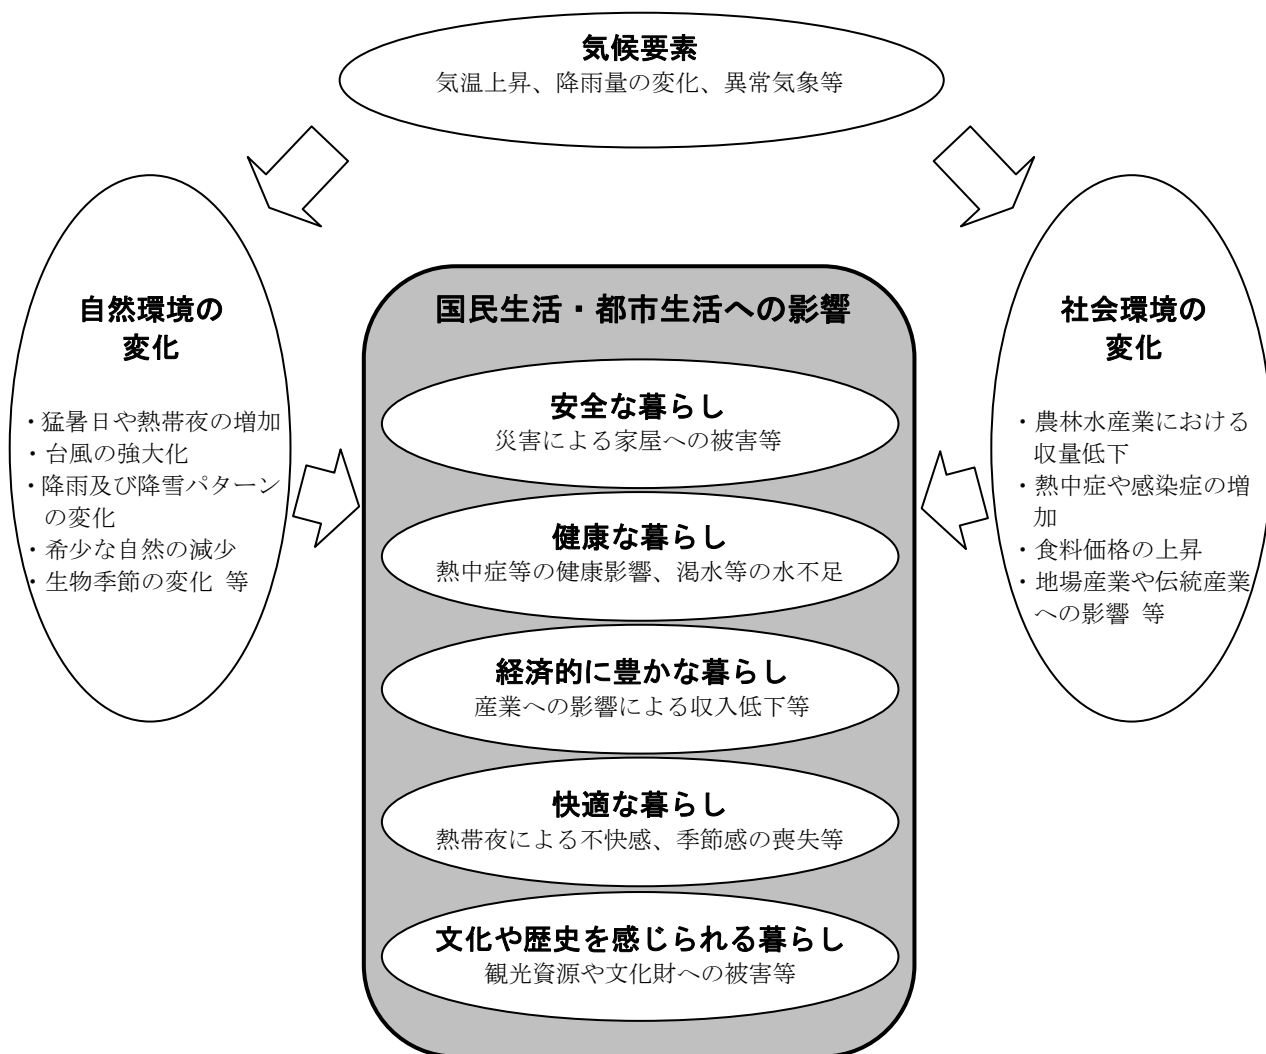 気候要素
気温上昇、降雨量の変化、異常気象等
自然環境の
変化
・猛暑日や熱帯夜の増加
・台風の強大化
・降雨及び降雪パターン
の変化
・希少な自然の減少
・生物季節の変化 等
国民生活・都市生活への影響
安全な暮らし
災害による家屋への被害等
健康な暮らし
熱中症等の健康影響、渇水等の水不足
経済的に豊かな暮らし
産業への影響による収入低下等
快適な暮らし
熱帯夜による不快感、季節感の喪失等
文化や歴史を感じられる暮らし
観光資源や文化財への被害等
社会環境の
変化
・農林水産業における
収量低下
・熱中症や感染症の増
加
・食料価格の上昇
・地場産業や伝統産業
への影響 等